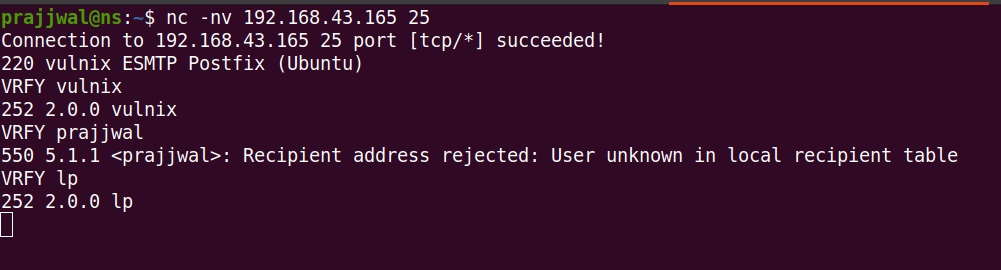 prajjwal@ns:~$ nc -nv 192.168.43.165 25
Connection to 192.168.43.165 25 port [tcp/*] succeeded!
220 vulnix ESMTP Postfix (Ubuntu)
VRFY vulnix
252 2.0.0 vulnix
VRFY prajjwal
550 5.1.1 <prajjwal>: Recipient address rejected: User unknown in local recipient table
VRFY lp
252 2.0.0 lp